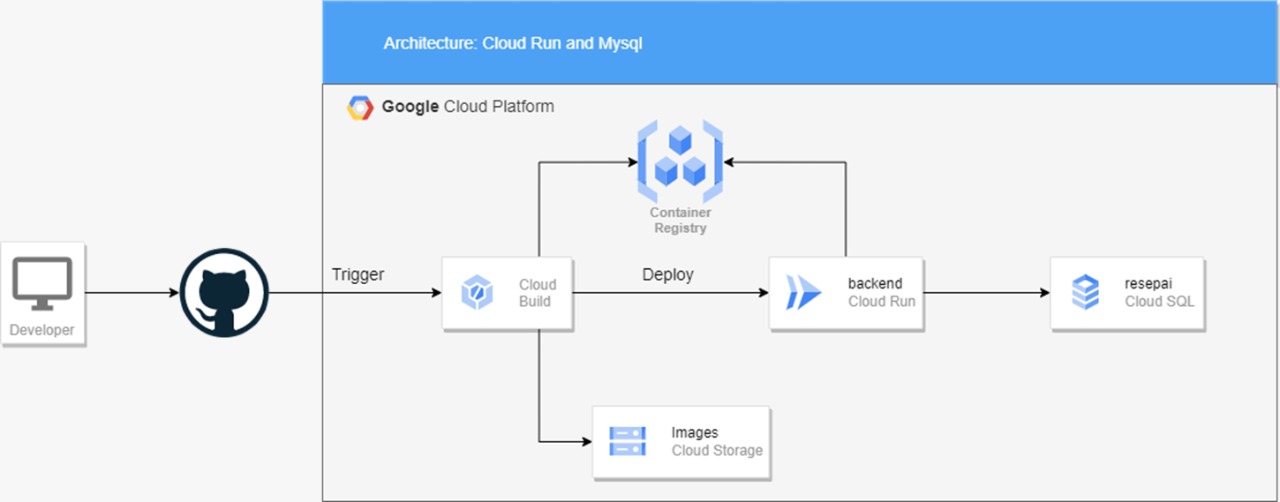 Architecture: Cloud Run and Mysql
Google Cloud Platform
Container
Registry
Developer
Trigger
Cloud
Build
Deploy
backend
Cloud Run
resepai
Cloud SQL
Images
Cloud Storage